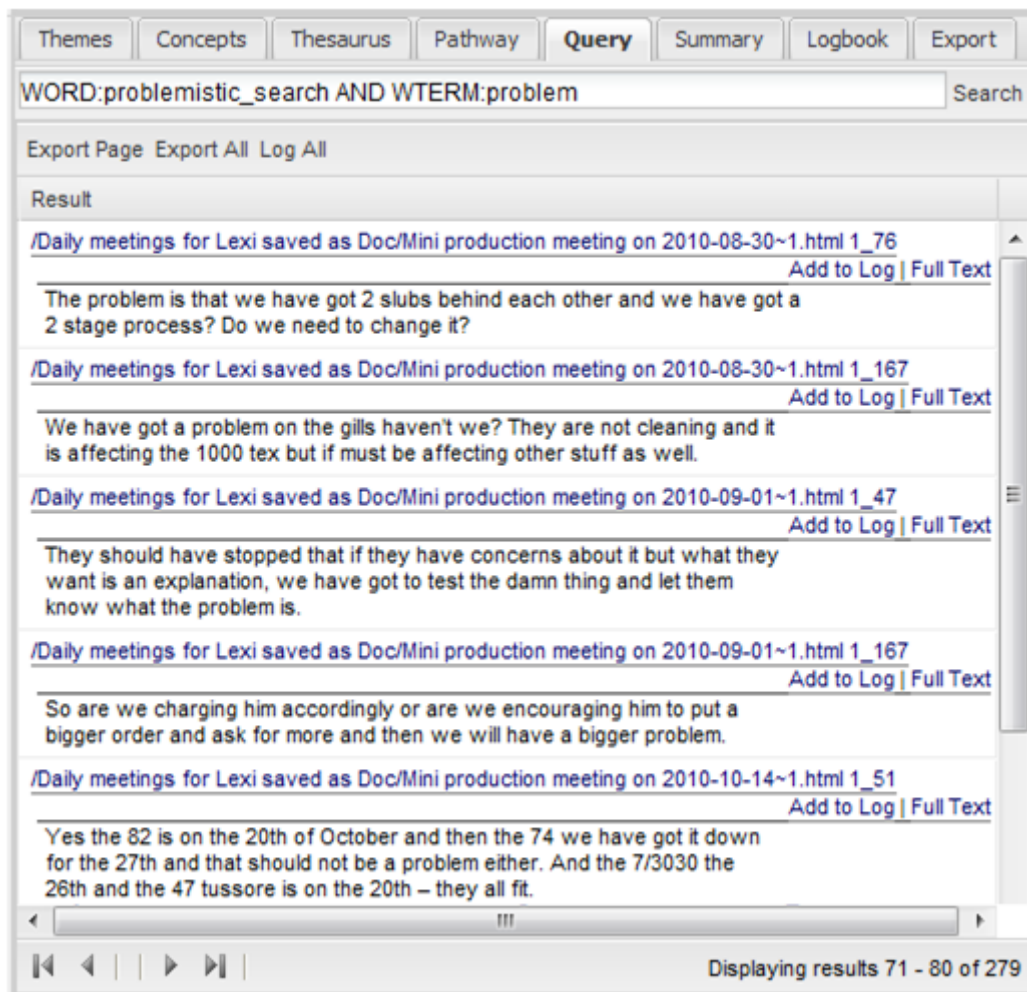 Themes Concepts Thesaurus Pathway Query Summary Logbook Export
WORD:problemistic_search AND WTERM:problem Search
Export Page Export All Log All
Result
/Daily meetings for Lexi saved as Doc/Mini production meeting on 2010-08-30~1.html 1_76
Add to Log | Full Text
The problem is that we have got 2 slubs behind each other and we have got a
2 stage process? Do we need to change it?
/Daily meetings for Lexi saved as Doc/Mini production meeting on 2010-08-30~1.html 1_167
Add to Log | Full Text
We have got a problem on the gills haven't we? They are not cleaning and it
is affecting the 1000 tex but if must be affecting other stuff as well.
/Daily meetings for Lexi saved as Doc/Mini production meeting on 2010-09-01~1.html 1_47
Add to Log | Full Text
They should have stopped that if they have concerns about it but what they
want is an explanation, we have got to test the damn thing and let them
know what the problem is.
/Daily meetings for Lexi saved as Doc/Mini production meeting on 2010-09-01~1.html 1_167
Add to Log | Full Text
So are we charging him accordingly or are we encouraging him to put a
bigger order and ask for more and then we will have a bigger problem.
/Daily meetings for Lexi saved as Doc/Mini production meeting on 2010-10-14~1.html 1_51
Add to Log | Full Text
Yes the 82 is on the 20th of October and then the 74 we have got it down
for the 27th and that should not be a problem either. And the 7/3030 the
26th and the 47 tussore is on the 20th – they all fit.
Displaying results 71 - 80 of 279